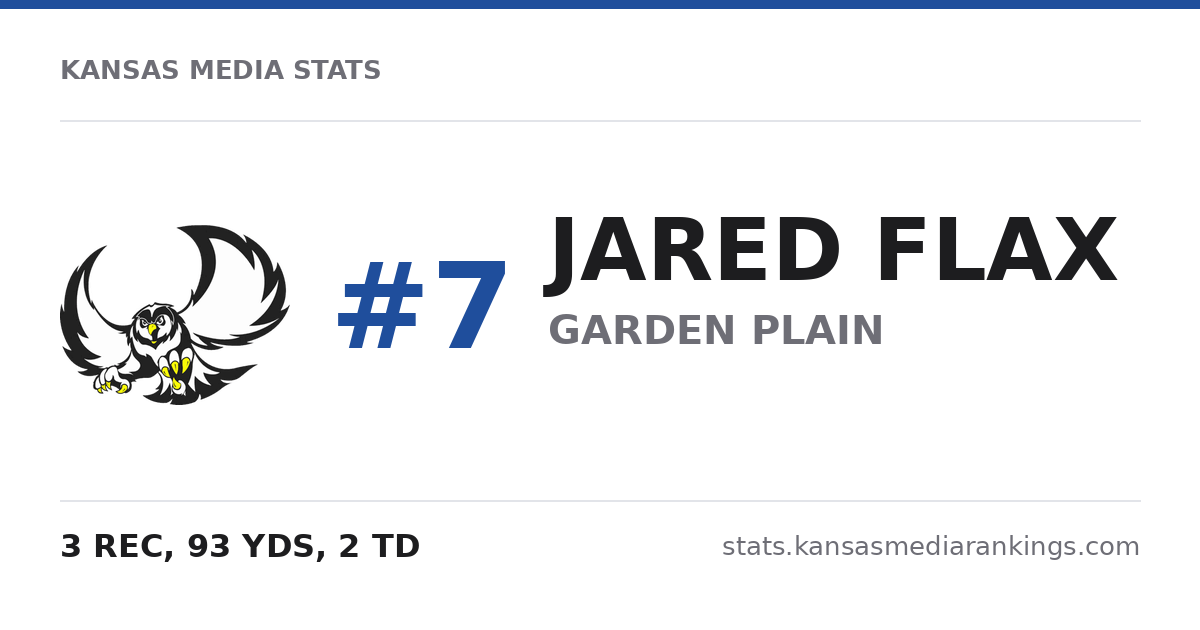 KANSAS MEDIA STATS
#7
JARED FLAX
GARDEN PLAIN
3 REC, 93 YDS, 2 TD
stats.kansasmediarankings.com